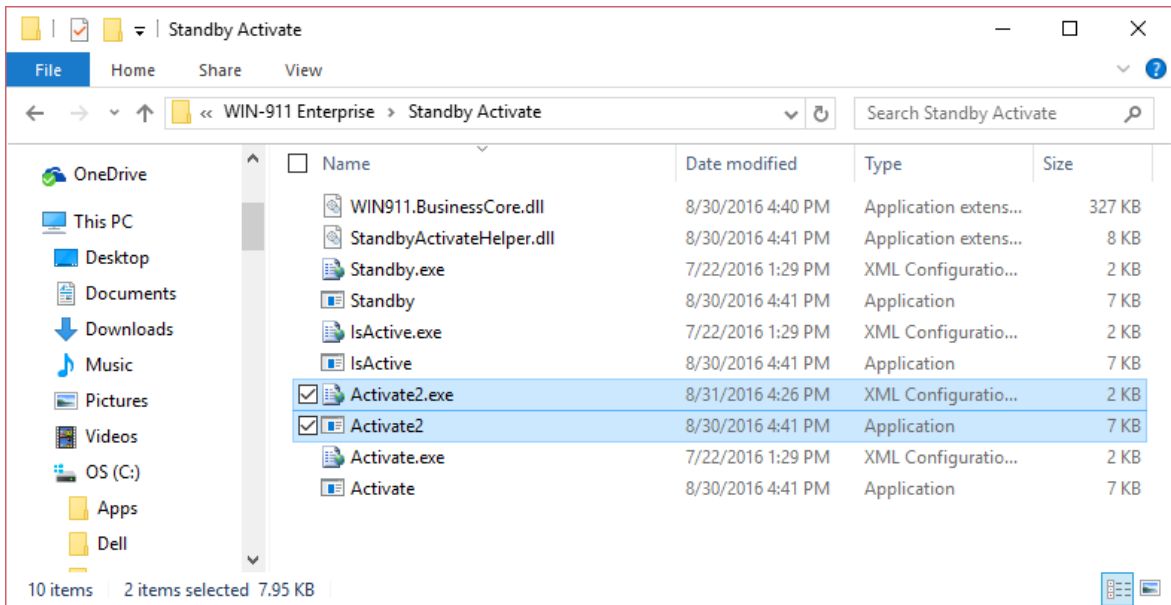 Standby Activate
File Home Share View
« WIN-911 Enterprise › Standby Activate Search Standby Activate
Name Date modified Type Size
OneDrive
This PC
Desktop
Documents
Downloads
Music
Pictures
Videos
OS (C:)
Apps
Dell
WIN911.BusinessCore.dll 8/30/2016 4:40 PM Application extens... 327 KB
StandbyActivateHelper.dll 8/30/2016 4:41 PM Application extens... 8 KB
Standby.exe 7/22/2016 1:29 PM XML Configuratio... 2 KB
Standby 8/30/2016 4:41 PM Application 7 KB
IsActive.exe 7/22/2016 1:29 PM XML Configuratio... 2 KB
IsActive 8/30/2016 4:41 PM Application 7 KB
Activate2.exe 8/31/2016 4:26 PM XML Configuratio... 2 KB
Activate2 8/30/2016 4:41 PM Application 7 KB
Activate.exe 7/22/2016 1:29 PM XML Configuratio... 2 KB
Activate 8/30/2016 4:41 PM Application 7 KB
10 items 2 items selected 7.95 KB